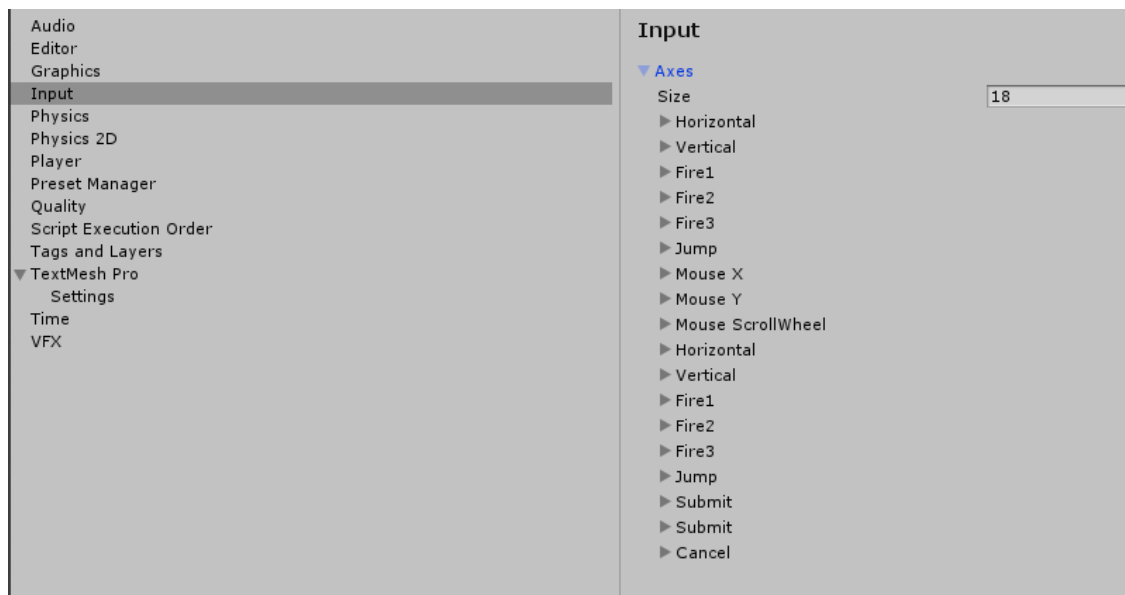 Audio
Editor
Graphics
Input
Physics
Physics 2D
Player
Preset Manager
Quality
Script Execution Order
Tags and Layers
TextMesh Pro
Settings
Time
VFX
Input
Axes
Size 18
Horizontal
Vertical
Fire1
Fire2
Fire3
Jump
Mouse X
Mouse Y
Mouse ScrollWheel
Horizontal
Vertical
Fire1
Fire2
Fire3
Jump
Submit
Submit
Cancel